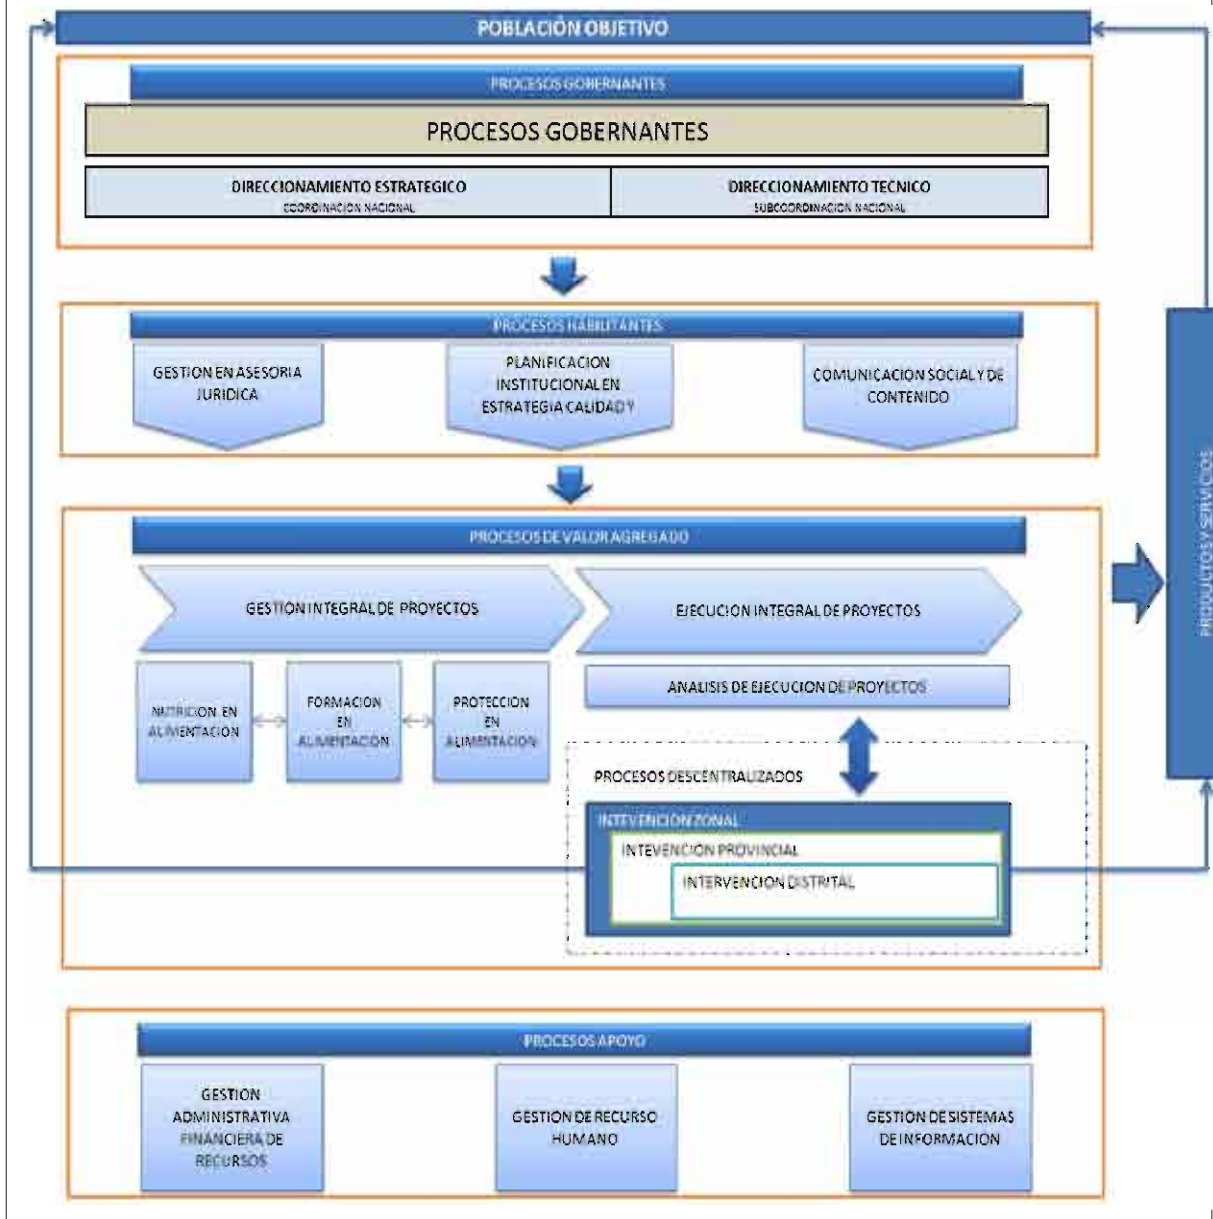 POBLACIÓN OBJETIVO
PROCESOS GOBERNANTES
PROCESOS GOBERNANTES
DIRECCIONAMIENTO ESTRATEGICO
COORDINACION NACIONAL
DIRECCIONAMIENTO TECNICO
SUBCOORDINACION NACIONAL
PROCESOS HABILITANTES
GESTION EN ASESORIA
JURIDICA
PLANIFICACION
INSTITUCIONAL EN
ESTRATEGIA CALIDAD Y
COMUNICACION SOCIAL Y DE
CONTENIDO
PROCESOS DE VALOR AGREGADO
GESTION INTEGRAL DE PROYECTOS
EJECUCION INTEGRAL DE PROYECTOS
NUTRICION EN
ALIMENTACION
FORMACION
EN
ALIMENTACION
PROTECCION
EN
ALIMENTACION
ANALISIS DE EJECUCION DE PROYECTOS
PROCESOS DESCENTRALIZADOS
INTEVENCION ZONAL
INTEVENCION PROVINCIAL
INTERVENCION DISTRITAL
PRODUCTOS Y SERVICIOS
PROCESOS APOYO
GESTION
ADMINISTRATIVA
FINANCIERA DE
RECURSOS
GESTION DE RECURSO
HUMANO
GESTION DE SISTEMAS
DE INFORMACION